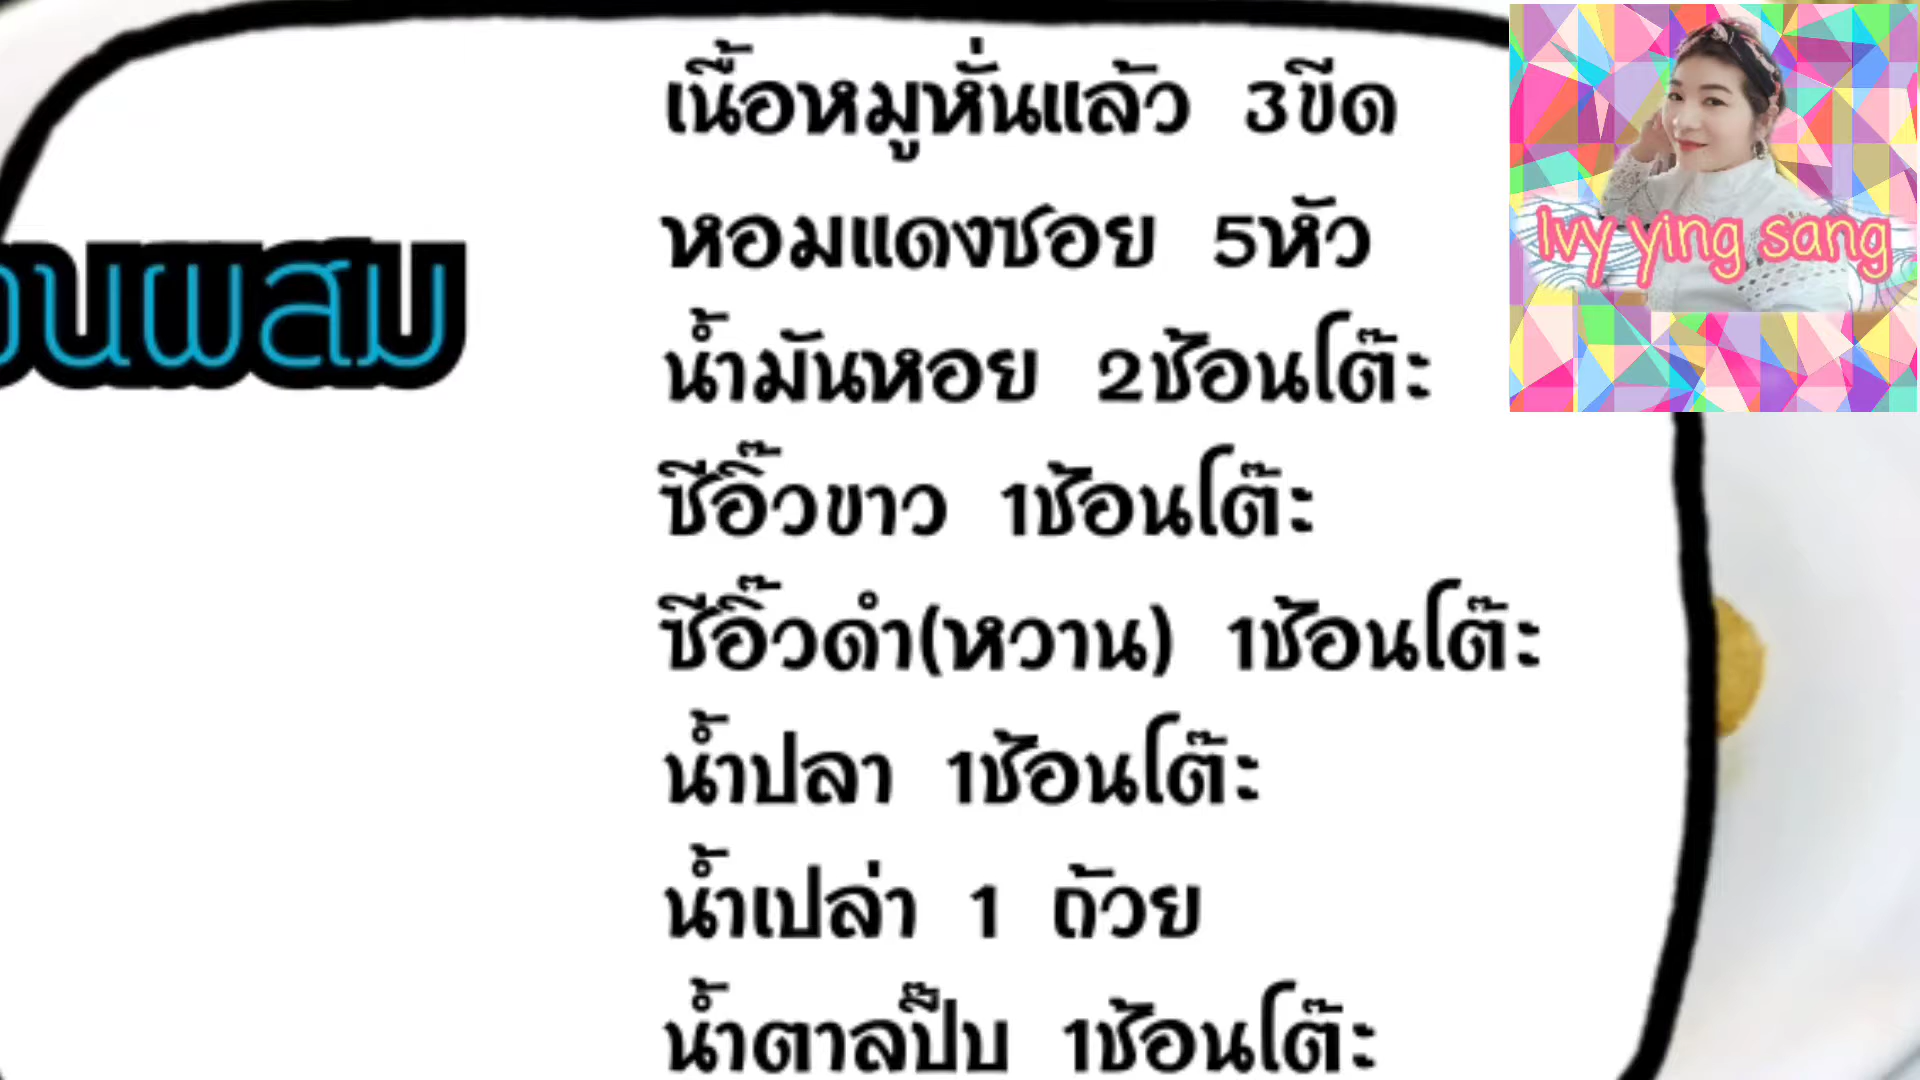 เนื้อหมูหั่นแล้ว 3ขีด
หอมแดงซอย 5หัว
นผสม
น้ำมันหอย 2ช้อนโต๊ะ
ซีอิ๊วขาว 1ช้อนโต๊ะ
ซีอิ๊วดำ(หวาน) 1ช้อนโต๊ะ
น้ำปลา 1ช้อนโต๊ะ
น้ำเปล่า 1 ถ้วย
น้ำตาลปี๊บ 1ช้อนโต๊ะ
Ivy ying sang